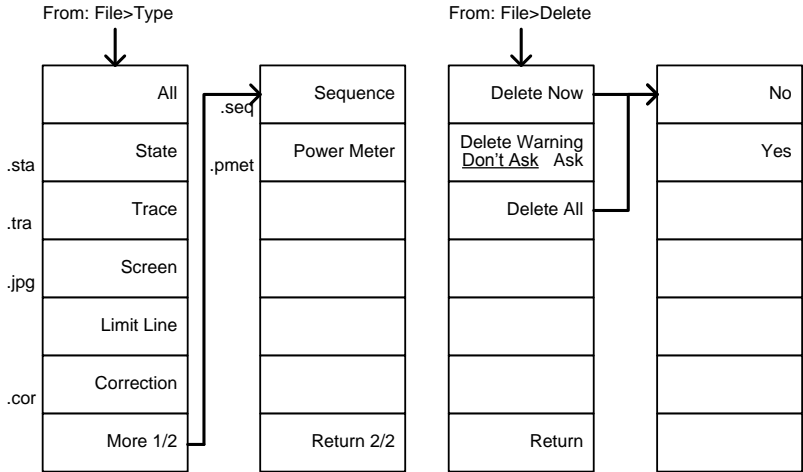 From: File>Type
All
.sta
State
.tra
Trace
.jpg
Screen
Limit Line
.cor
Correction
More 1/2
.seq
Sequence
.pmet
Power Meter
Return 2/2
From: File>Delete
Delete Now
Delete Warning
Don't Ask Ask
Delete All
Return
No
Yes